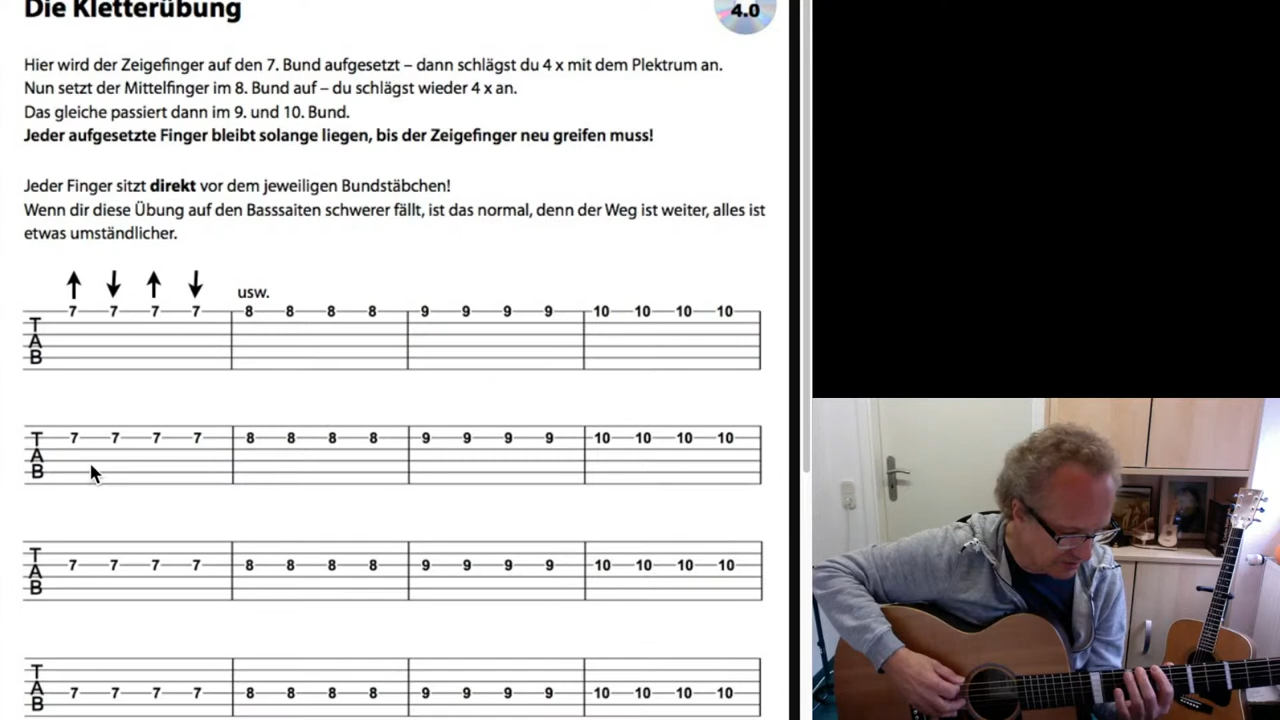 Die Kletterübung
4.0
Hier wird der Zeigefinger auf den 7. Bund aufgesetzt – dann schlägst du 4 x mit dem Plektrum an.
Nun setzt der Mittelfinger im 8. Bund auf – du schlägst wieder 4 x an.
Das gleiche passiert dann im 9. und 10. Bund.
Jeder aufgesetzte Finger bleibt solange liegen, bis der Zeigefinger neu greifen muss!
Jeder Finger sitzt direkt vor dem jeweiligen Bundstäbchen!
Wenn dir diese Übung auf den Basssaiten schwerer fällt, ist das normal, denn der Weg ist weiter, alles ist
etwas umständlicher.
usw.
TAB 7 7 7 7 8 8 8 8 9 9 9 9 10 10 10 10
TAB 7 7 7 7 8 8 8 8 9 9 9 9 10 10 10 10
TAB 7 7 7 7 8 8 8 8 9 9 9 9 10 10 10 10
TAB 7 7 7 7 8 8 8 8 9 9 9 9 10 10 10 10